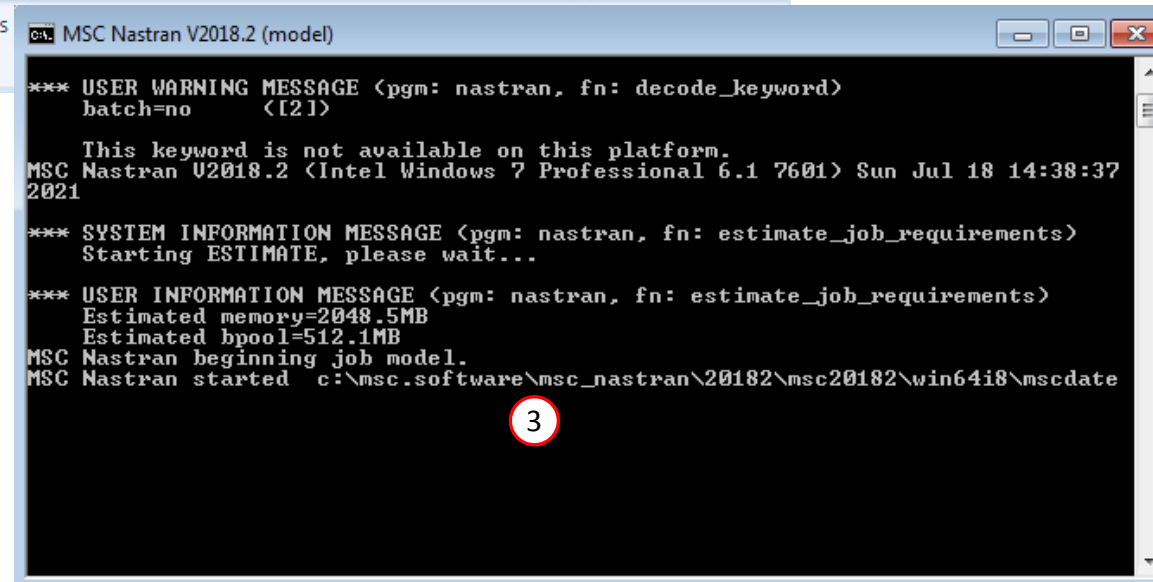 s
MSC Nastran V2018.2 (model)
*** USER WARNING MESSAGE (pgm: nastran, fn: decode_keyword)
batch=no ([2])
This keyword is not available on this platform.
MSC Nastran V2018.2 (Intel Windows 7 Professional 6.1 7601) Sun Jul 18 14:38:37
2021
*** SYSTEM INFORMATION MESSAGE (pgm: nastran, fn: estimate_job_requirements)
Starting ESTIMATE, please wait...
*** USER INFORMATION MESSAGE (pgm: nastran, fn: estimate_job_requirements)
Estimated memory=2048.5MB
Estimated bpool=512.1MB
MSC Nastran beginning job model.
MSC Nastran started c:\msc.software\msc_nastran\20182\msc20182\win64i8\mscdate
3